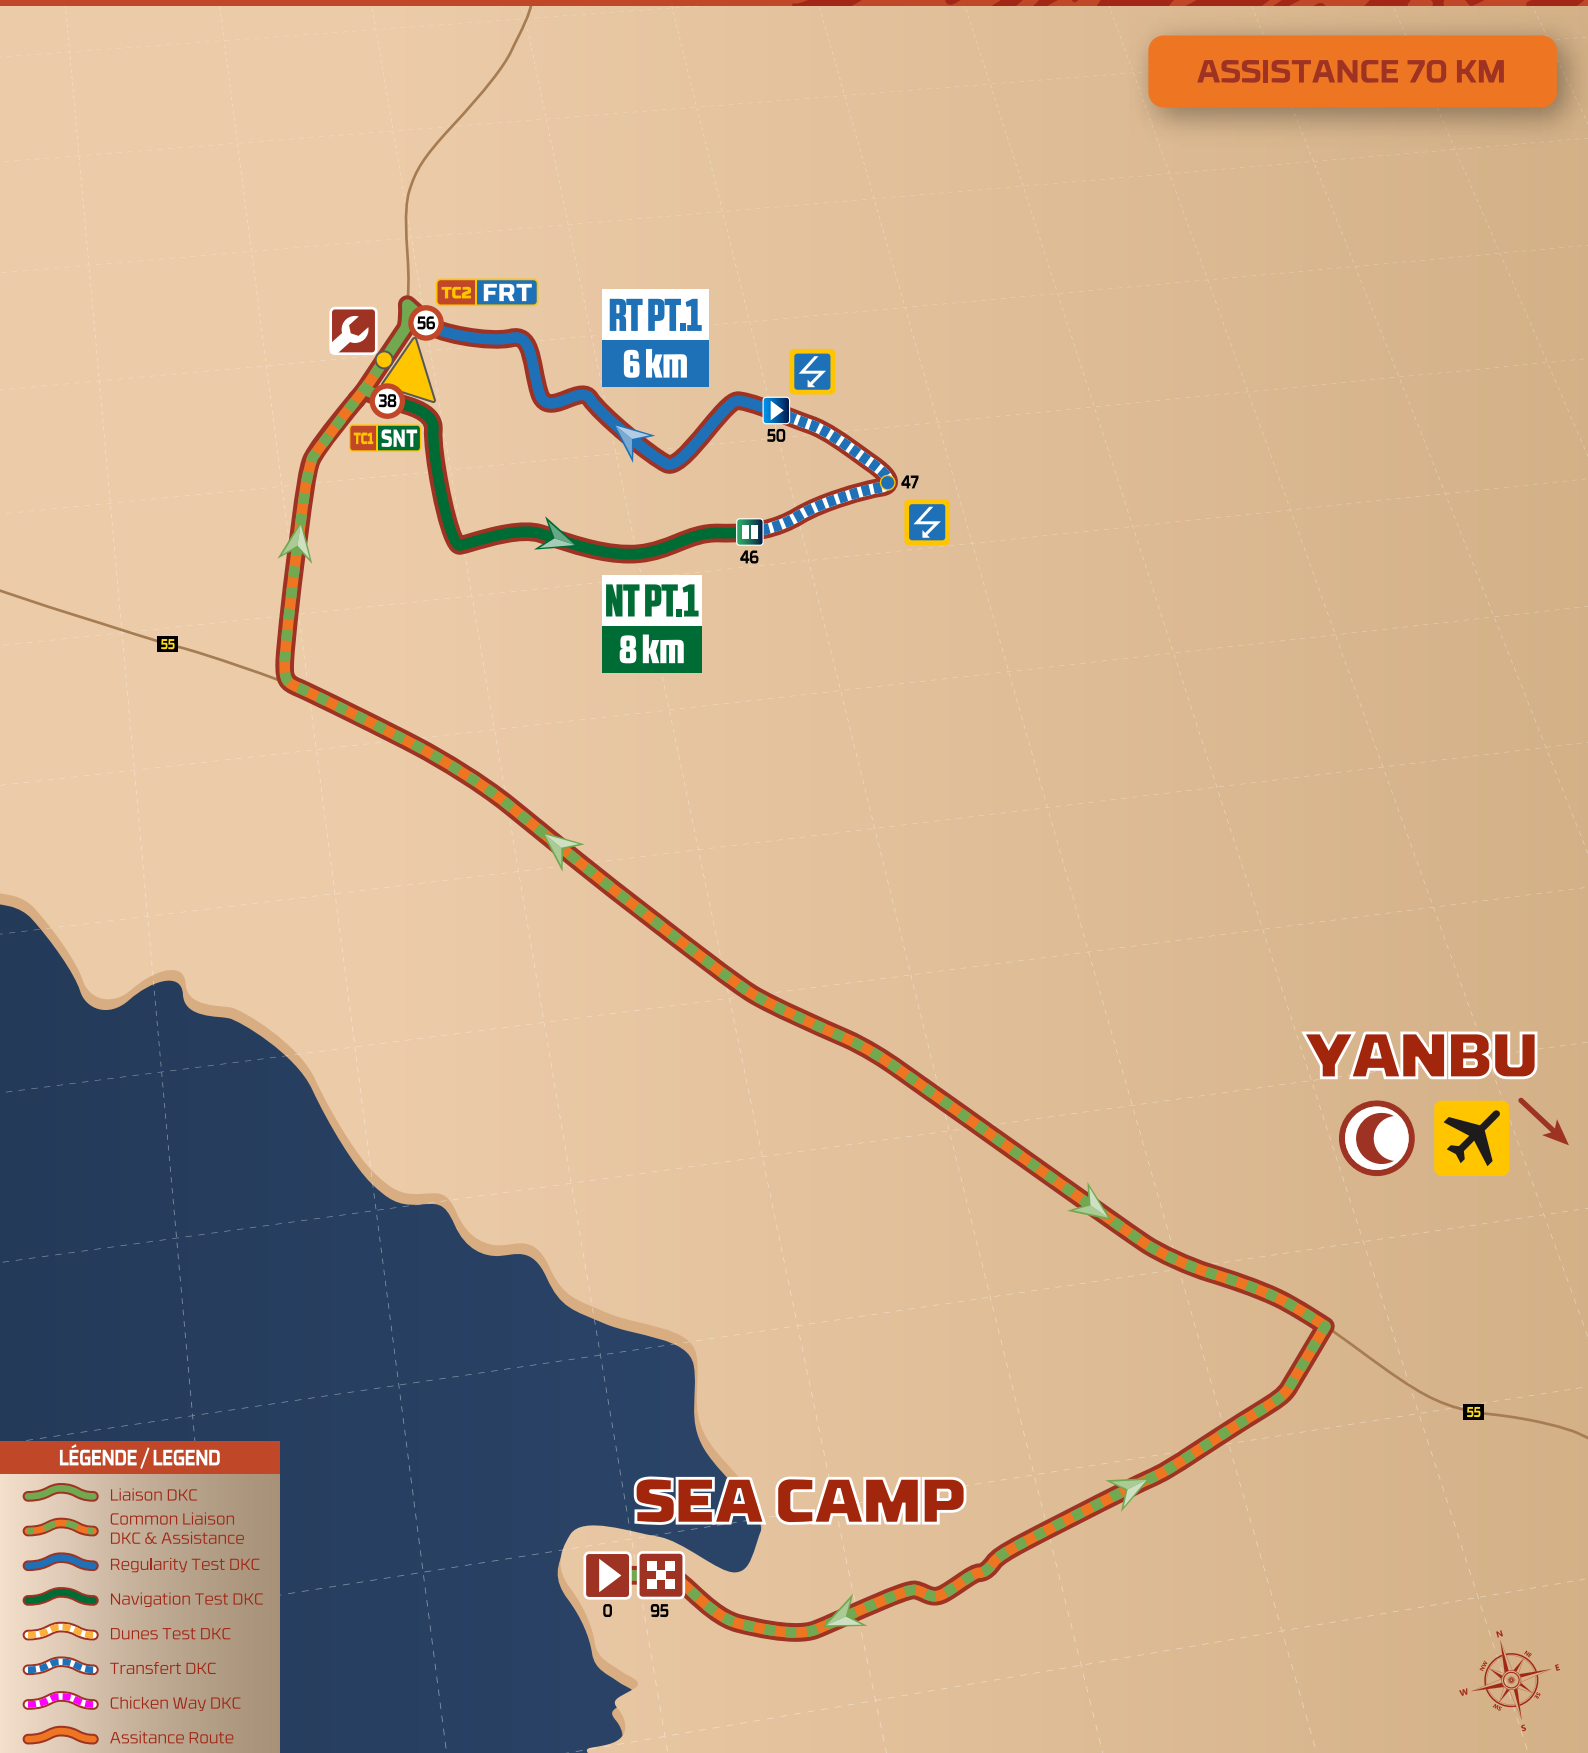 ASSISTANCE 70 KM
TC2 FRT
56
RT PT.1
6 km
50
38
TC1 SNT
47
46
NT PT.1
8 km
55
YANBU
55
SEA CAMP
0
95
LÉGENDE / LEGEND
Liaison DKC
Common Liaison
DKC & Assistance
Regularity Test DKC
Navigation Test DKC
Dunes Test DKC
Transfert DKC
Chicken Way DKC
Assitance Route
N
E
W
S